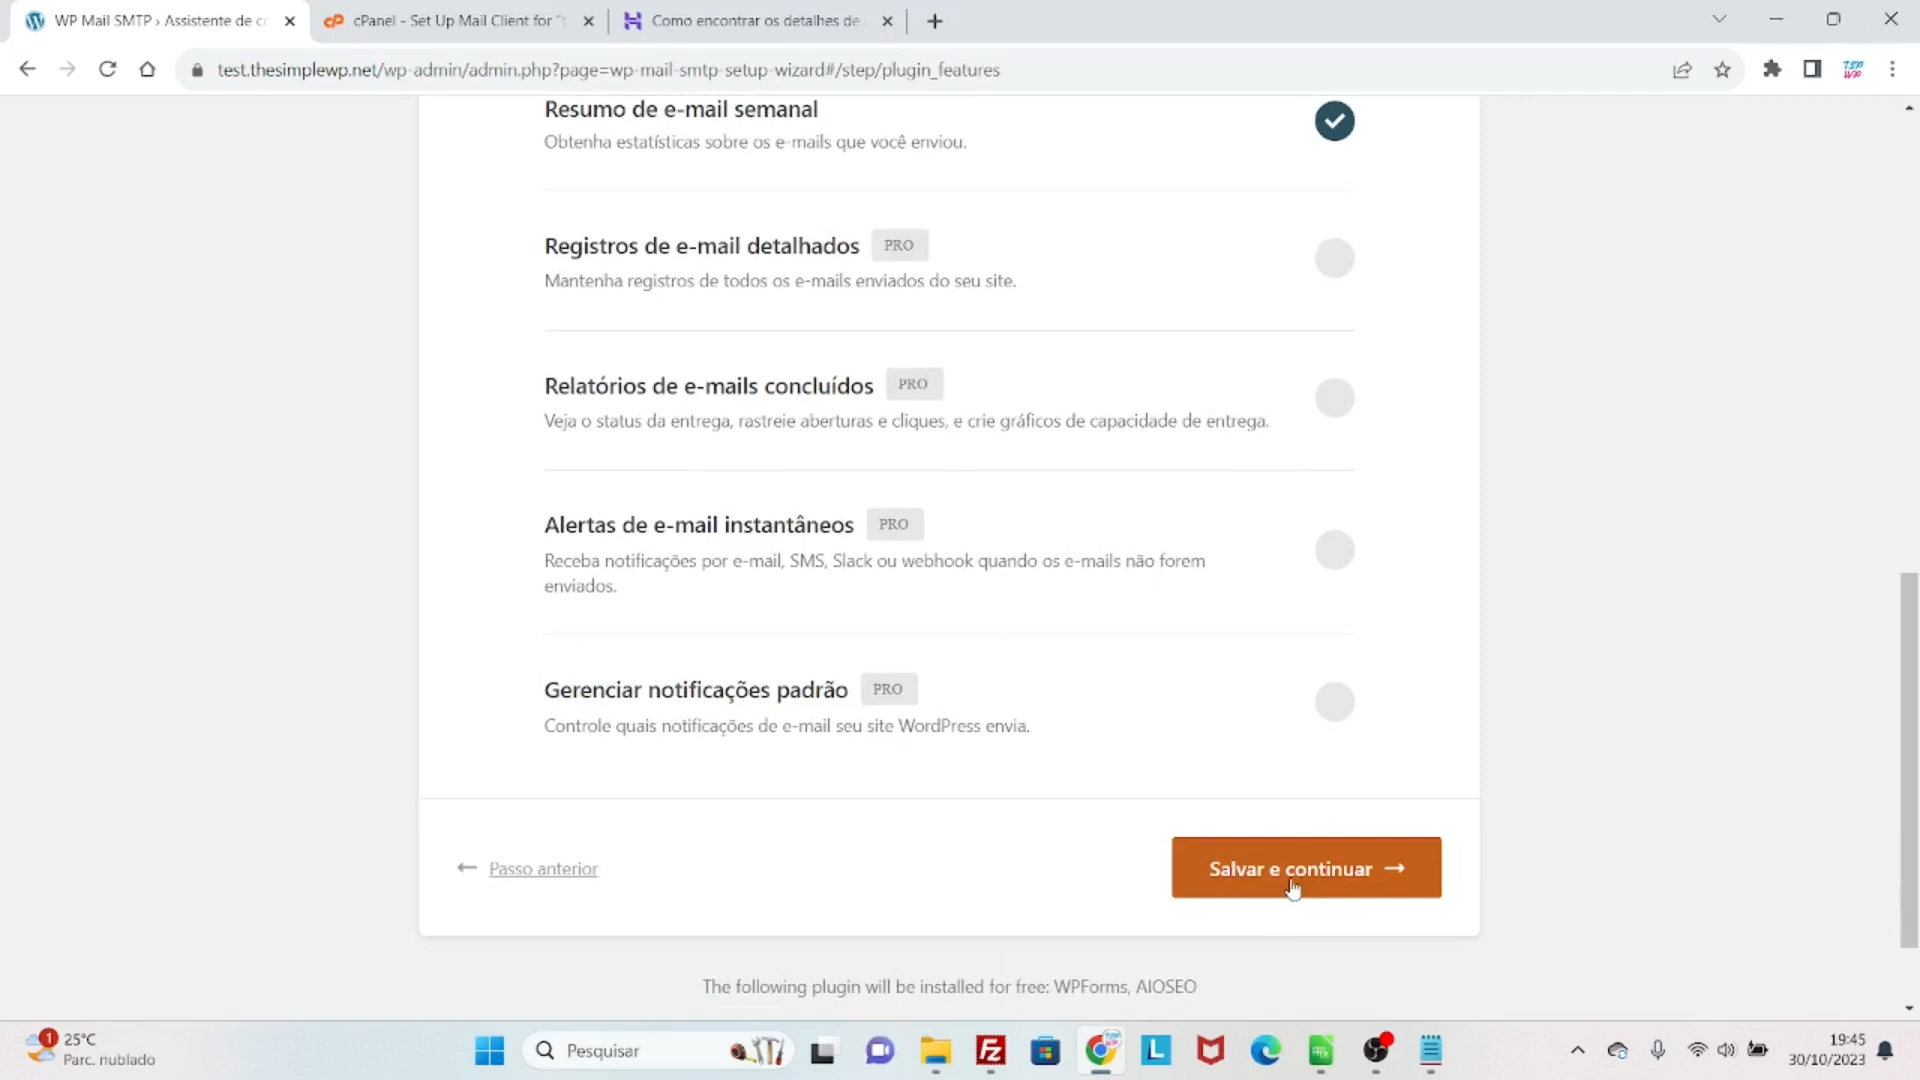 WP Mail SMTP › Assistente de co
cPanel - Set Up Mail Client for "t
Como encontrar os detalhes de
test.thesimplewp.net/wp-admin/admin.php?page=wp-mail-smtp-setup-wizard#/step/plugin_features
TSP WP
Resumo de e-mail semanal
Obtenha estatísticas sobre os e-mails que você enviou.
Registros de e-mail detalhados PRO
Mantenha registros de todos os e-mails enviados do seu site.
Relatórios de e-mails concluídos PRO
Veja o status da entrega, rastreie aberturas e cliques, e crie gráficos de capacidade de entrega.
Alertas de e-mail instantâneos PRO
Receba notificações por e-mail, SMS, Slack ou webhook quando os e-mails não forem
enviados.
Gerenciar notificações padrão PRO
Controle quais notificações de e-mail seu site WordPress envia.
← Passo anterior
Salvar e continuar →
The following plugin will be installed for free: WPForms, AIOSEO
1
25°C
Parc. nublado
Pesquisar
19:45
30/10/2023